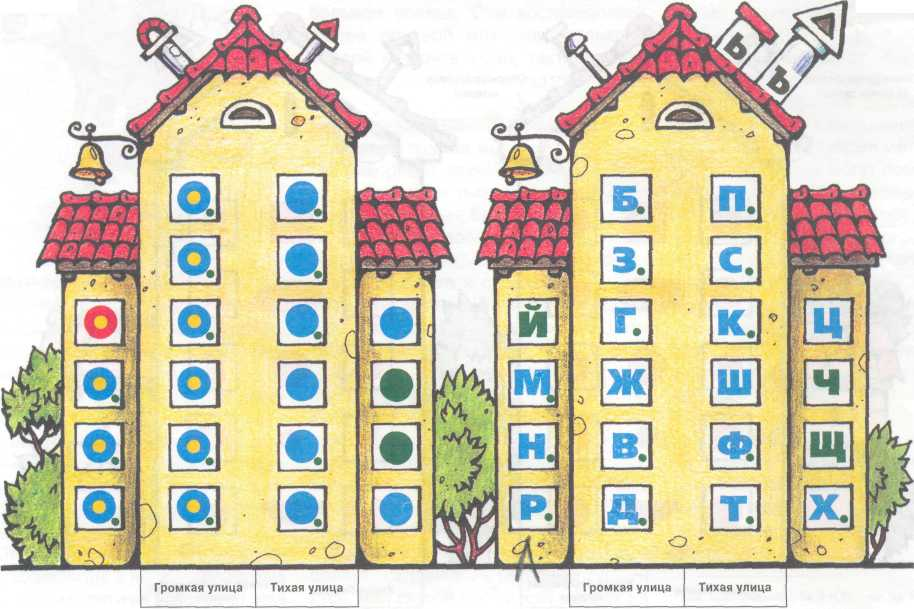 ь
ъ
Б П
З С
Й Г К Ц
М Ж Ш Ч
Н В Ф Щ
Р Д Т Х
Л
Громкая улица Тихая улица Громкая улица Тихая улица